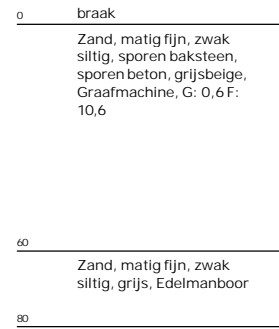 0 braak
Zand, matig fijn, zwak
siltig, sporen baksteen,
sporen beton, grijsbeige,
Graafmachine, G: 0,6 F:
10,6
60
Zand, matig fijn, zwak
siltig, grijs, Edelmanboor
80